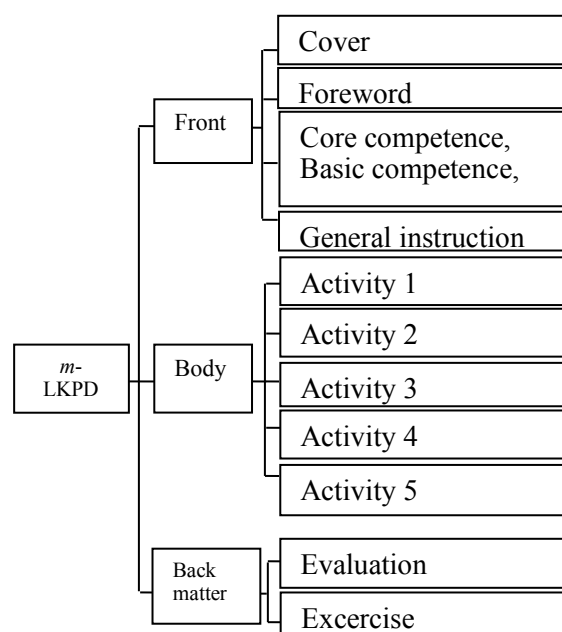 m-
LKPD
Front
Cover
Foreword
Core competence,
Basic competence,
General instruction
Body
Activity 1
Activity 2
Activity 3
Activity 4
Activity 5
Back
matter
Evaluation
Excercise